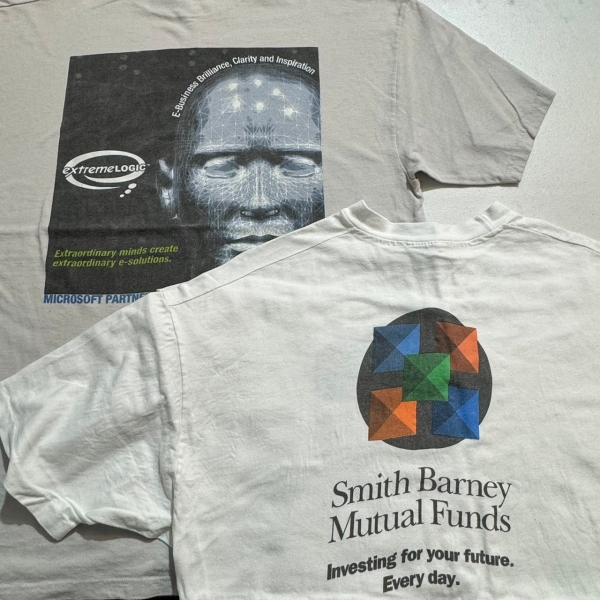 E-Business Brilliance, Clarity and Inspiration
extremeLOGIC
Extraordinary minds create
extraordinary e-solutions.
MICROSOFT
Smith Barney
Mutual Funds
Investing for your future.
Every day.